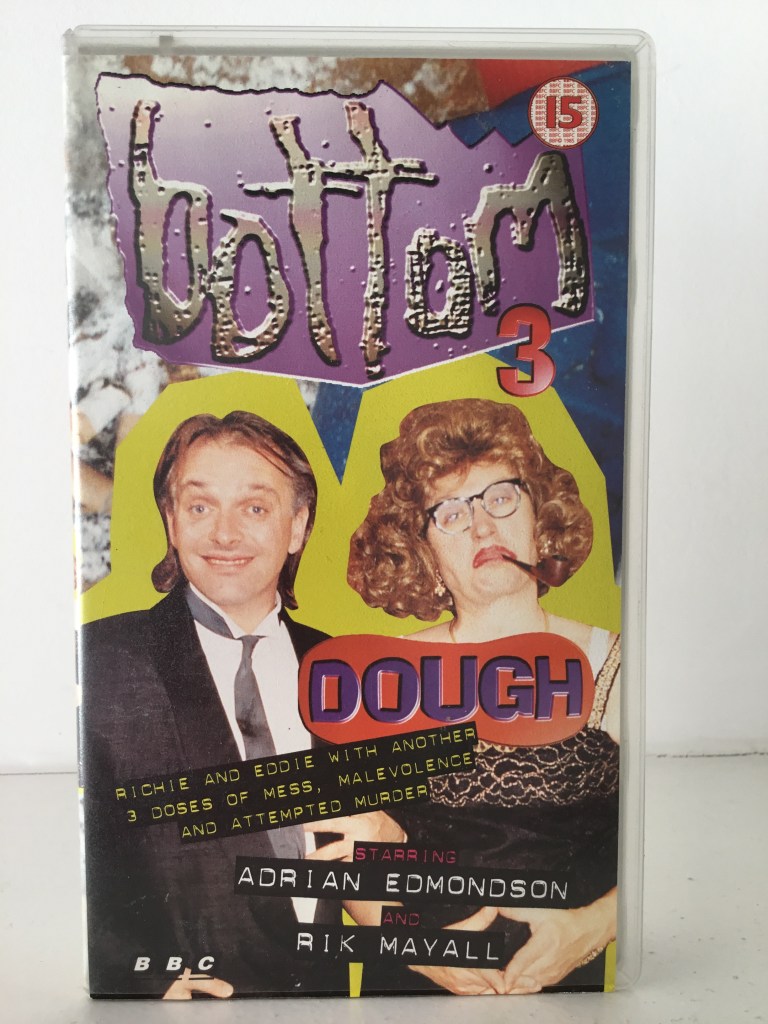 bottom
15
3
DOUGH
RICHIE AND EDDIE WITH ANOTHER
3 DOSES OF MESS, MALEVOLENCE
AND ATTEMPTED MURDER
STARRING
ADRIAN EDMONDSON
AND
RIK MAYALL
BBC